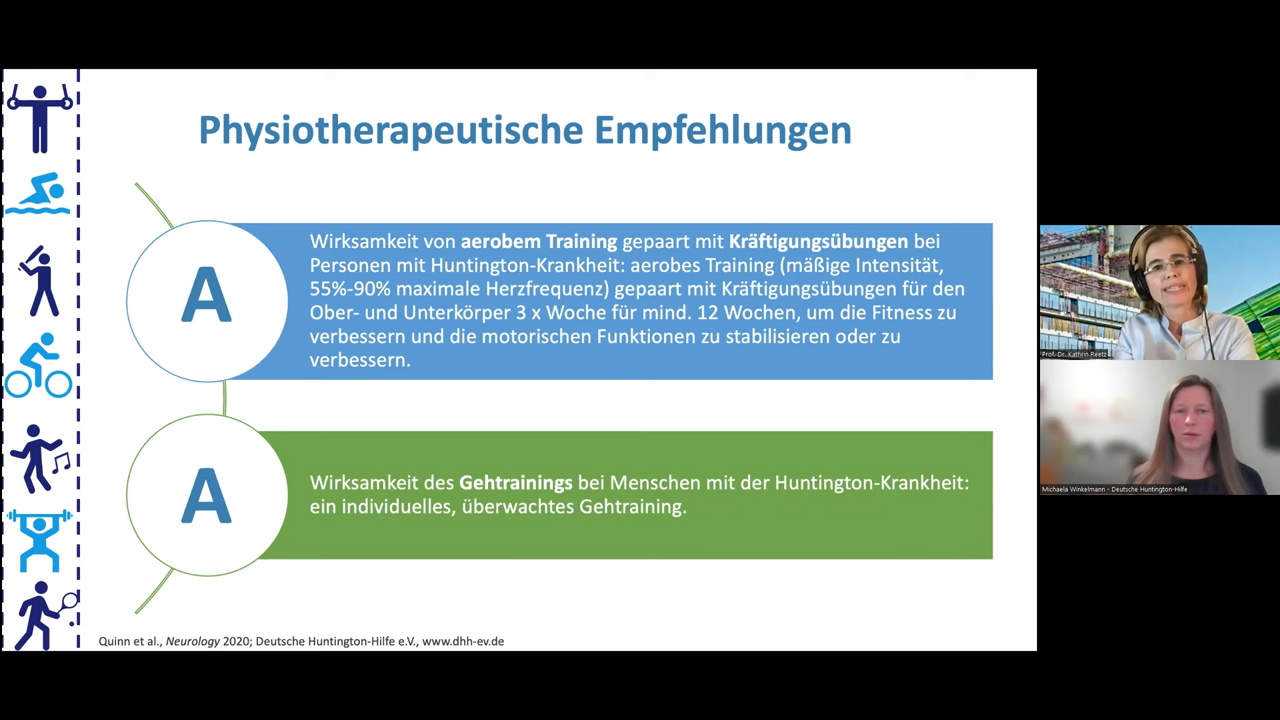 Physiotherapeutische Empfehlungen
A
Wirksamkeit von aerobem Training gepaart mit Kräftigungsübungen bei
Personen mit Huntington-Krankheit: aerobes Training (mäßige Intensität,
55%-90% maximale Herzfrequenz) gepaart mit Kräftigungsübungen für den
Ober- und Unterkörper 3 x Woche für mind. 12 Wochen, um die Fitness zu
verbessern und die motorischen Funktionen zu stabilisieren oder zu
verbessern.
A
Wirksamkeit des Gehtrainings bei Menschen mit der Huntington-Krankheit:
ein individuelles, überwachtes Gehtraining.
Quinn et al., Neurology 2020; Deutsche Huntington-Hilfe e.V., www.dhh-ev.de
Prof. Dr. Kathrin Reetz
Michaela Winkelmann - Deutsche Huntington-Hilfe